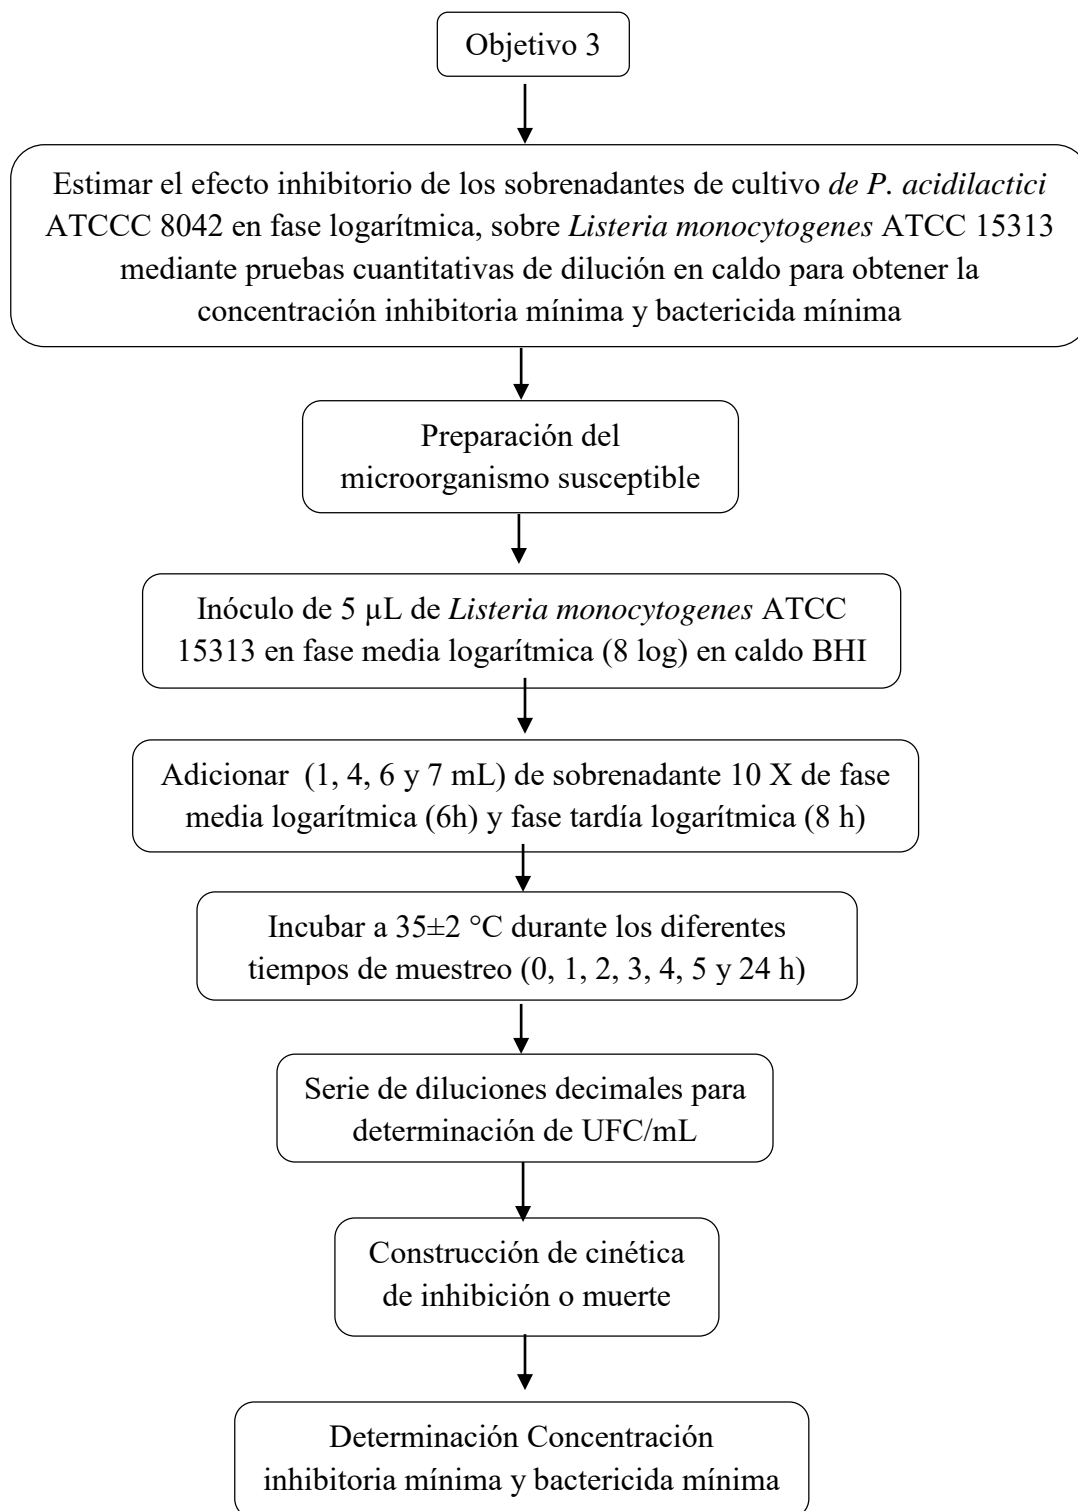 Objetivo 3
Estimar el efecto inhibitorio de los sobrenadantes de cultivo de P. acidilactici
ATCCC 8042 en fase logarítmica, sobre Listeria monocytogenes ATCC 15313
mediante pruebas cuantitativas de dilución en caldo para obtener la
concentración inhibitoria mínima y bactericida mínima
Preparación del
microorganismo susceptible
Inóculo de 5 µL de Listeria monocytogenes ATCC
15313 en fase media logarítmica (8 log) en caldo BHI
Adicionar (1, 4, 6 y 7 mL) de sobrenadante 10 X de fase
media logarítmica (6h) y fase tardía logarítmica (8 h)
Incubar a 35±2 °C durante los diferentes
tiempos de muestreo (0, 1, 2, 3, 4, 5 y 24 h)
Serie de diluciones decimales para
determinación de UFC/mL
Construcción de cinética
de inhibición o muerte
Determinación Concentración
inhibitoria mínima y bactericida mínima